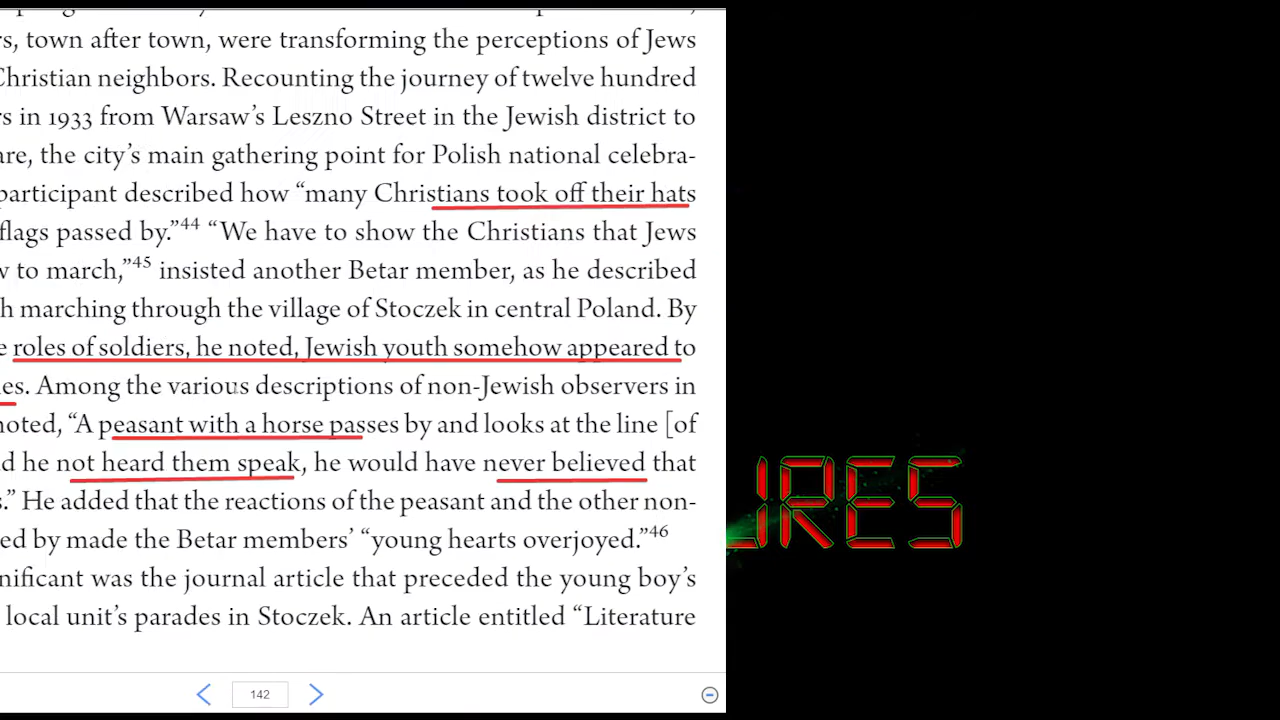 rs, town after town, were transforming the perceptions of Jews
Christian neighbors. Recounting the journey of twelve hundred
rs in 1933 from Warsaw’s Leszno Street in the Jewish district to
are, the city’s main gathering point for Polish national celebra-
participant described how “many Christians took off their hats
flags passed by.”44 “We have to show the Christians that Jews
w to march,”45 insisted another Betar member, as he described
h marching through the village of Stoczek in central Poland. By
e roles of soldiers, he noted, Jewish youth somehow appeared to
es. Among the various descriptions of non-Jewish observers in
noted, “A peasant with a horse passes by and looks at the line [of
d he not heard them speak, he would have never believed that
s.” He added that the reactions of the peasant and the other non-
ed by made the Betar members’ “young hearts overjoyed.”46
nificant was the journal article that preceded the young boy’s
local unit’s parades in Stoczek. An article entitled “Literature
142
URES